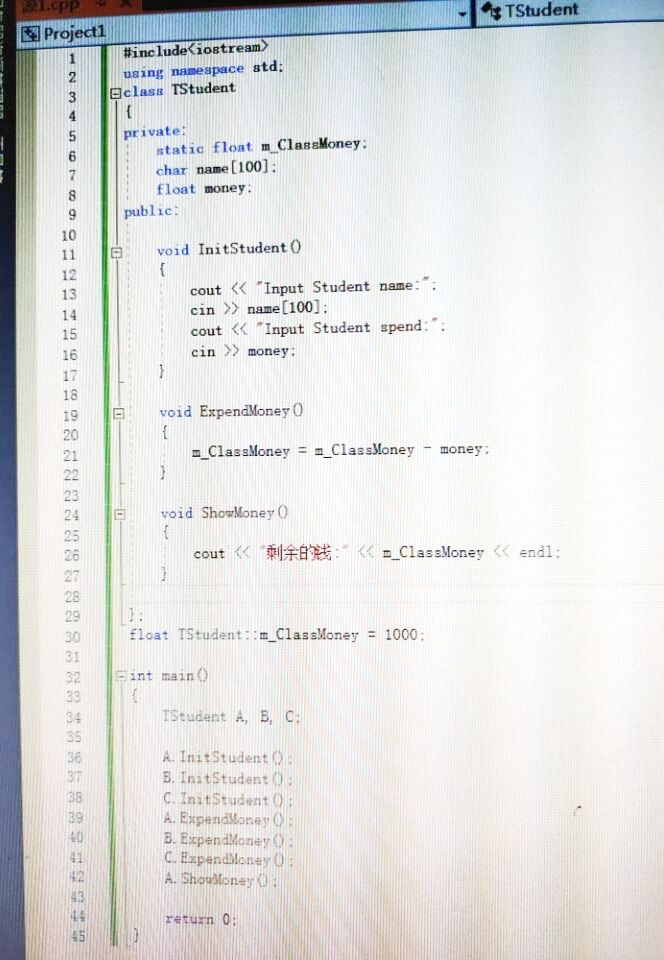 源1.cpp
Project1
TStudent
1 #include<iostream>
2 using namespace std;
3 class TStudent
4 {
5 private:
6 static float m_ClassMoney;
7 char name[100];
8 float money;
9 public:
10
11 void InitStudent()
12 {
13 cout << "Input Student name:";
14 cin >> name[100];
15 cout << "Input Student spend:";
16 cin >> money;
17 }
18
19 void ExpendMoney()
20 {
21 m_ClassMoney = m_ClassMoney - money;
22 }
23
24 void ShowMoney()
25 {
26 cout << "剩余的钱:" << m_ClassMoney << endl;
27 }
28
29 };
30 float TStudent::m_ClassMoney = 1000;
31
32 int main()
33 {
34 TStudent A, B, C;
35
36 A.InitStudent();
37 B.InitStudent();
38 C.InitStudent();
39 A.ExpendMoney();
40 B.ExpendMoney();
41 C.ExpendMoney();
42 A.ShowMoney();
43
44 return 0;
45 }